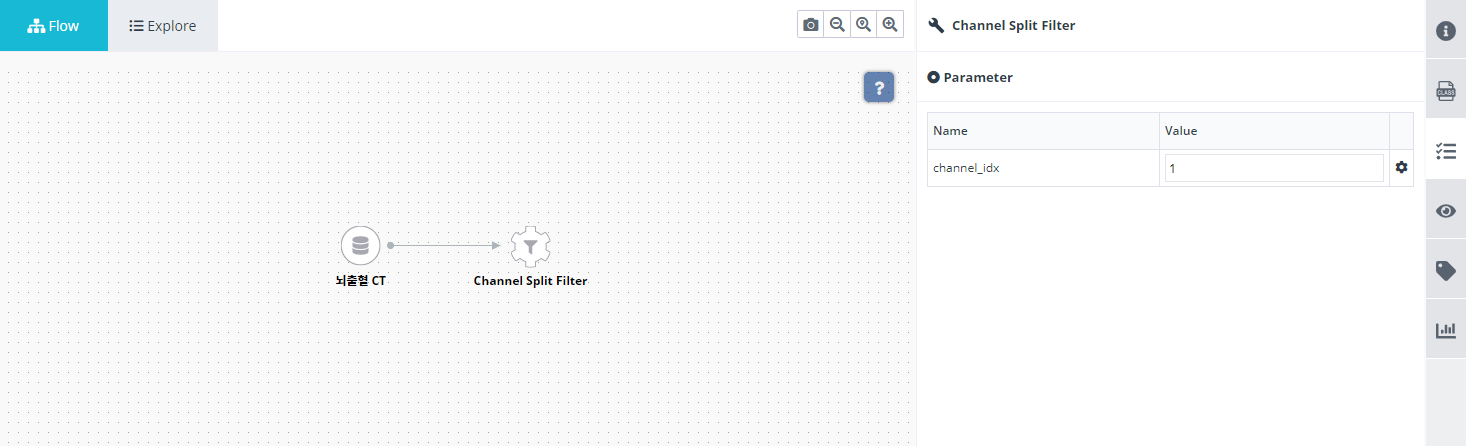 Flow
Explore
?
뇌출혈 CT
Channel Split Filter
Channel Split Filter
Parameter
Name
Value
channel_idx
1
CLASS